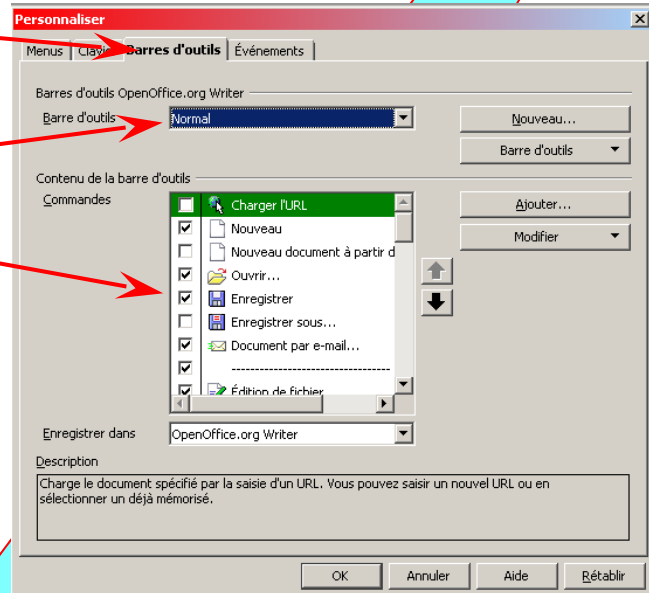 Personnaliser
Menus Clavier Barres d'outils Événements
Barres d'outils OpenOffice.org Writer
Barre d'outils Normal Nouveau...
Barre d'outils
Contenu de la barre d'outils
Commandes Charger l'URL Ajouter...
Nouveau Modifier
Nouveau document à partir d
Ouvrir...
Enregistrer
Enregistrer sous...
Document par e-mail...
----------------------------------
Édition de fichier
Enregistrer dans OpenOffice.org Writer
Description
Charge le document spécifié par la saisie d'un URL. Vous pouvez saisir un nouvel URL ou en
sélectionner un déjà mémorisé.
OK Annuler Aide Rétablir